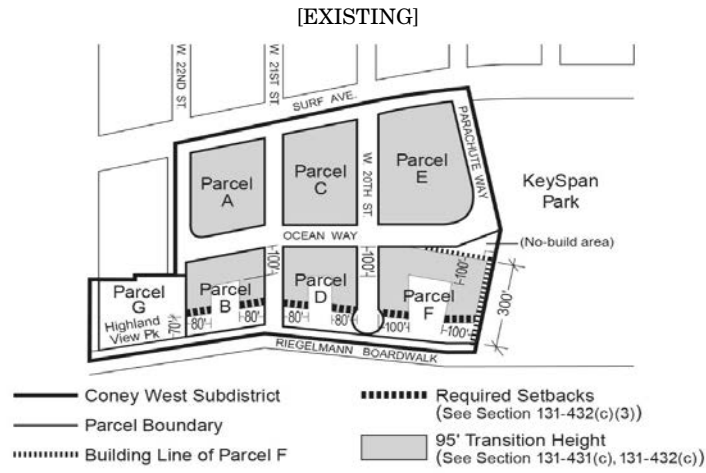 [EXISTING]
W. 22ND ST.
W. 21ST ST.
SURF AVE.
W. 20TH ST.
PARACHUTE WAY
Parcel
A
Parcel
C
Parcel
E
KeySpan
Park
OCEAN WAY
(No-build area)
100'
100'
100'
300'
Parcel
G
Highland
View Pk
70'
Parcel
B
80'
80'
Parcel
D
80'
80'
Parcel
F
100'
100'
RIEGELMANN BOARDWALK
Coney West Subdistrict
Parcel Boundary
Building Line of Parcel F
Required Setbacks
(See Section 131-432(c)(3))
95' Transition Height
(See Section 131-431(c), 131-432(c))